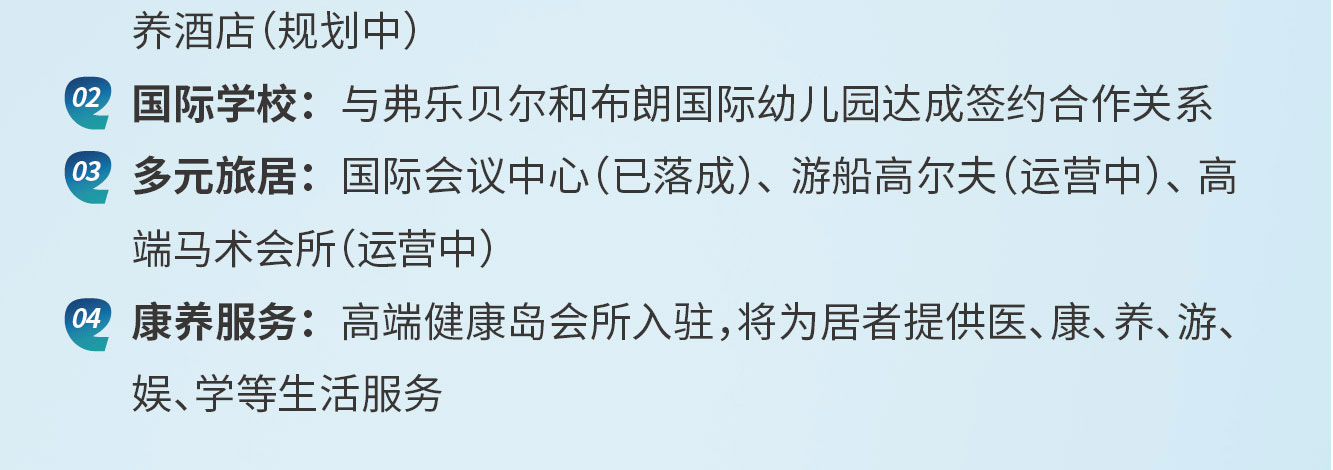 养酒店（规划中）
02 国际学校：与弗乐贝尔和布朗国际幼儿园达成签约合作关系
03 多元旅居：国际会议中心（已落成）、游船高尔夫（运营中）、高
端马术会所（运营中）
04 康养服务：高端健康岛会所入驻，将为居者提供医、康、养、游、
娱、学等生活服务